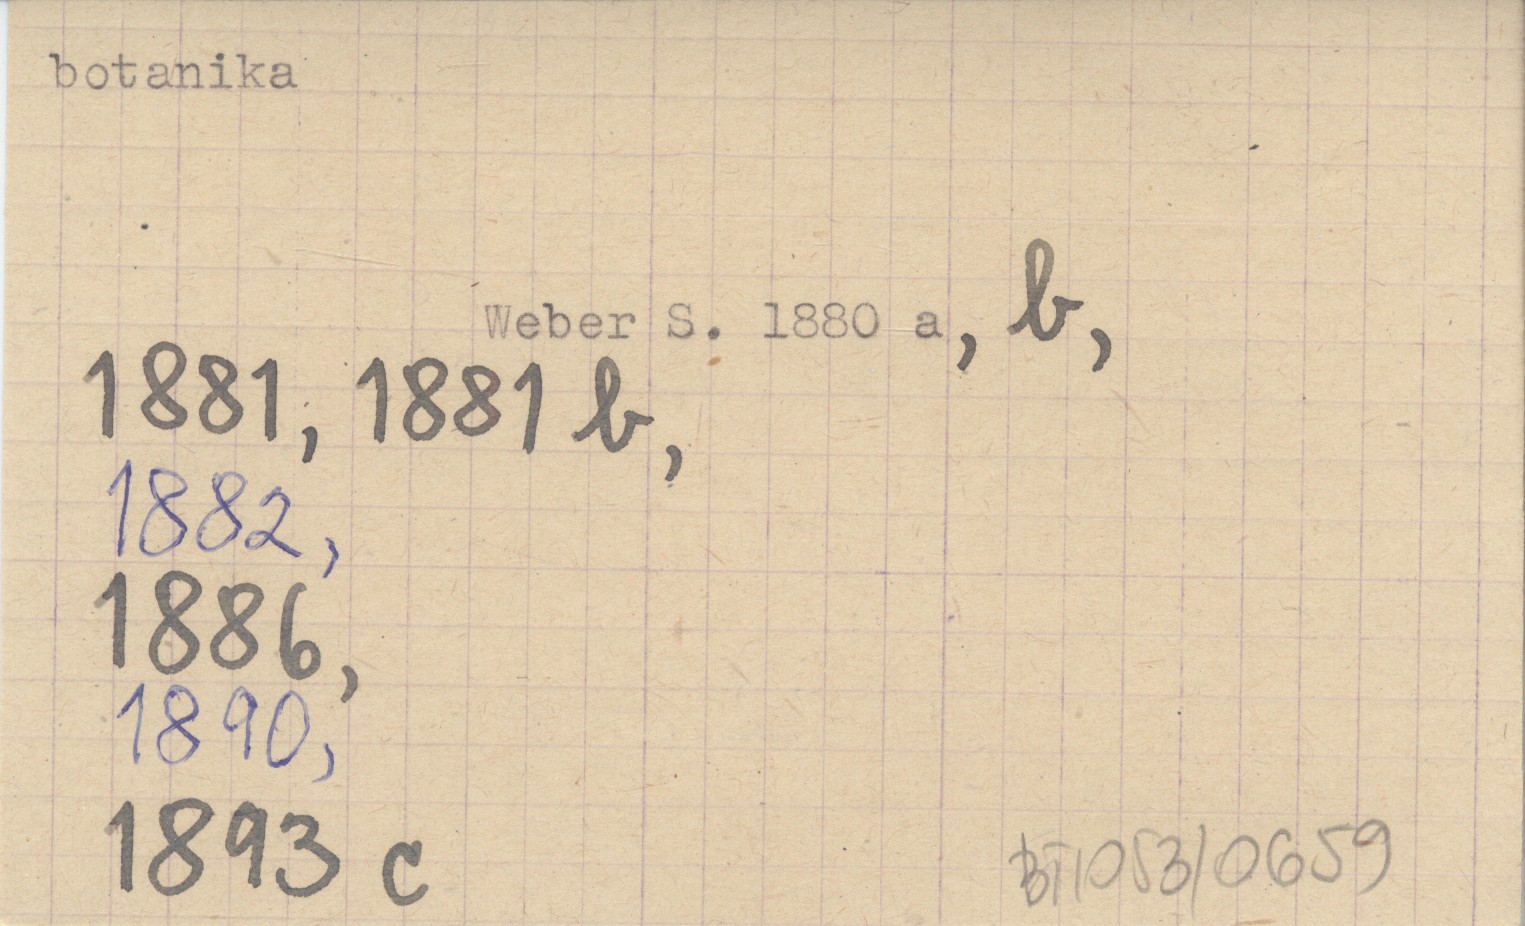 botanika
Weber S. 1880 a, b,
1881, 1881 b,
1882,
1886,
1890,
1893 c
BT1053/0659